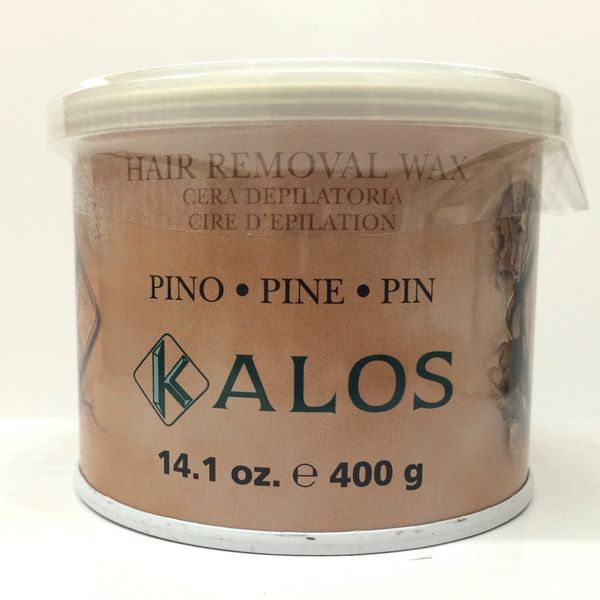 HAIR REMOVAL WAX
CERA DEPILATORIA
CIRE D'EPILATION
PINO • PINE • PIN
KALOS
14.1 oz. ℮ 400 g